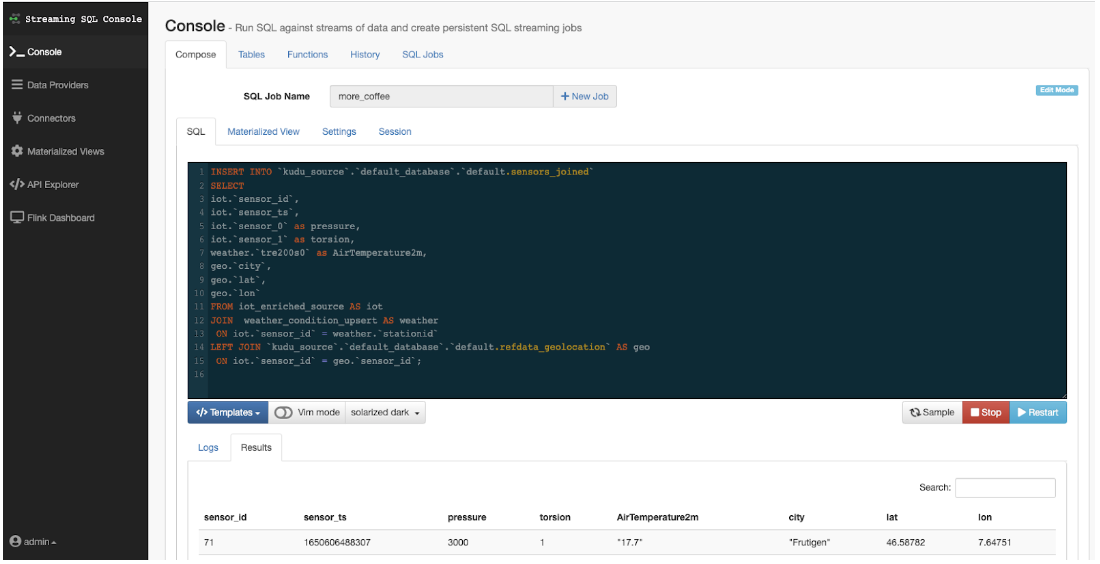 Streaming SQL Console
Console
Data Providers
Connectors
Materialized Views
API Explorer
Flink Dashboard
admin
Console - Run SQL against streams of data and create persistent SQL streaming jobs
Compose Tables Functions History SQL Jobs
SQL Job Name more_coffee + New Job Edit Mode
SQL Materialized View Settings Session
1 INSERT INTO `kudu_source`.`default_database`.`default.sensors_joined`
2 SELECT
3 iot.`sensor_id`,
4 iot.`sensor_ts`,
5 iot.`sensor_0` as pressure,
6 iot.`sensor_1` as torsion,
7 weather.`tre200s0` as AirTemperature2m,
8 geo.`city`,
9 geo.`lat`,
10 geo.`lon`
11 FROM iot_enriched_source AS iot
12 JOIN  weather_condition_upsert AS weather
13  ON iot.`sensor_id` = weather.`stationid`
14 LEFT JOIN `kudu_source`.`default_database`.`default.refdata_geolocation` AS geo
15  ON iot.`sensor_id` = geo.`sensor_id`;
16
</> Templates Vim mode solarized dark Sample Stop Restart
Logs Results
Search:
sensor_id sensor_ts pressure torsion AirTemperature2m city lat lon
71 1650606488307 3000 1 "17.7" "Frutigen" 46.58782 7.64751